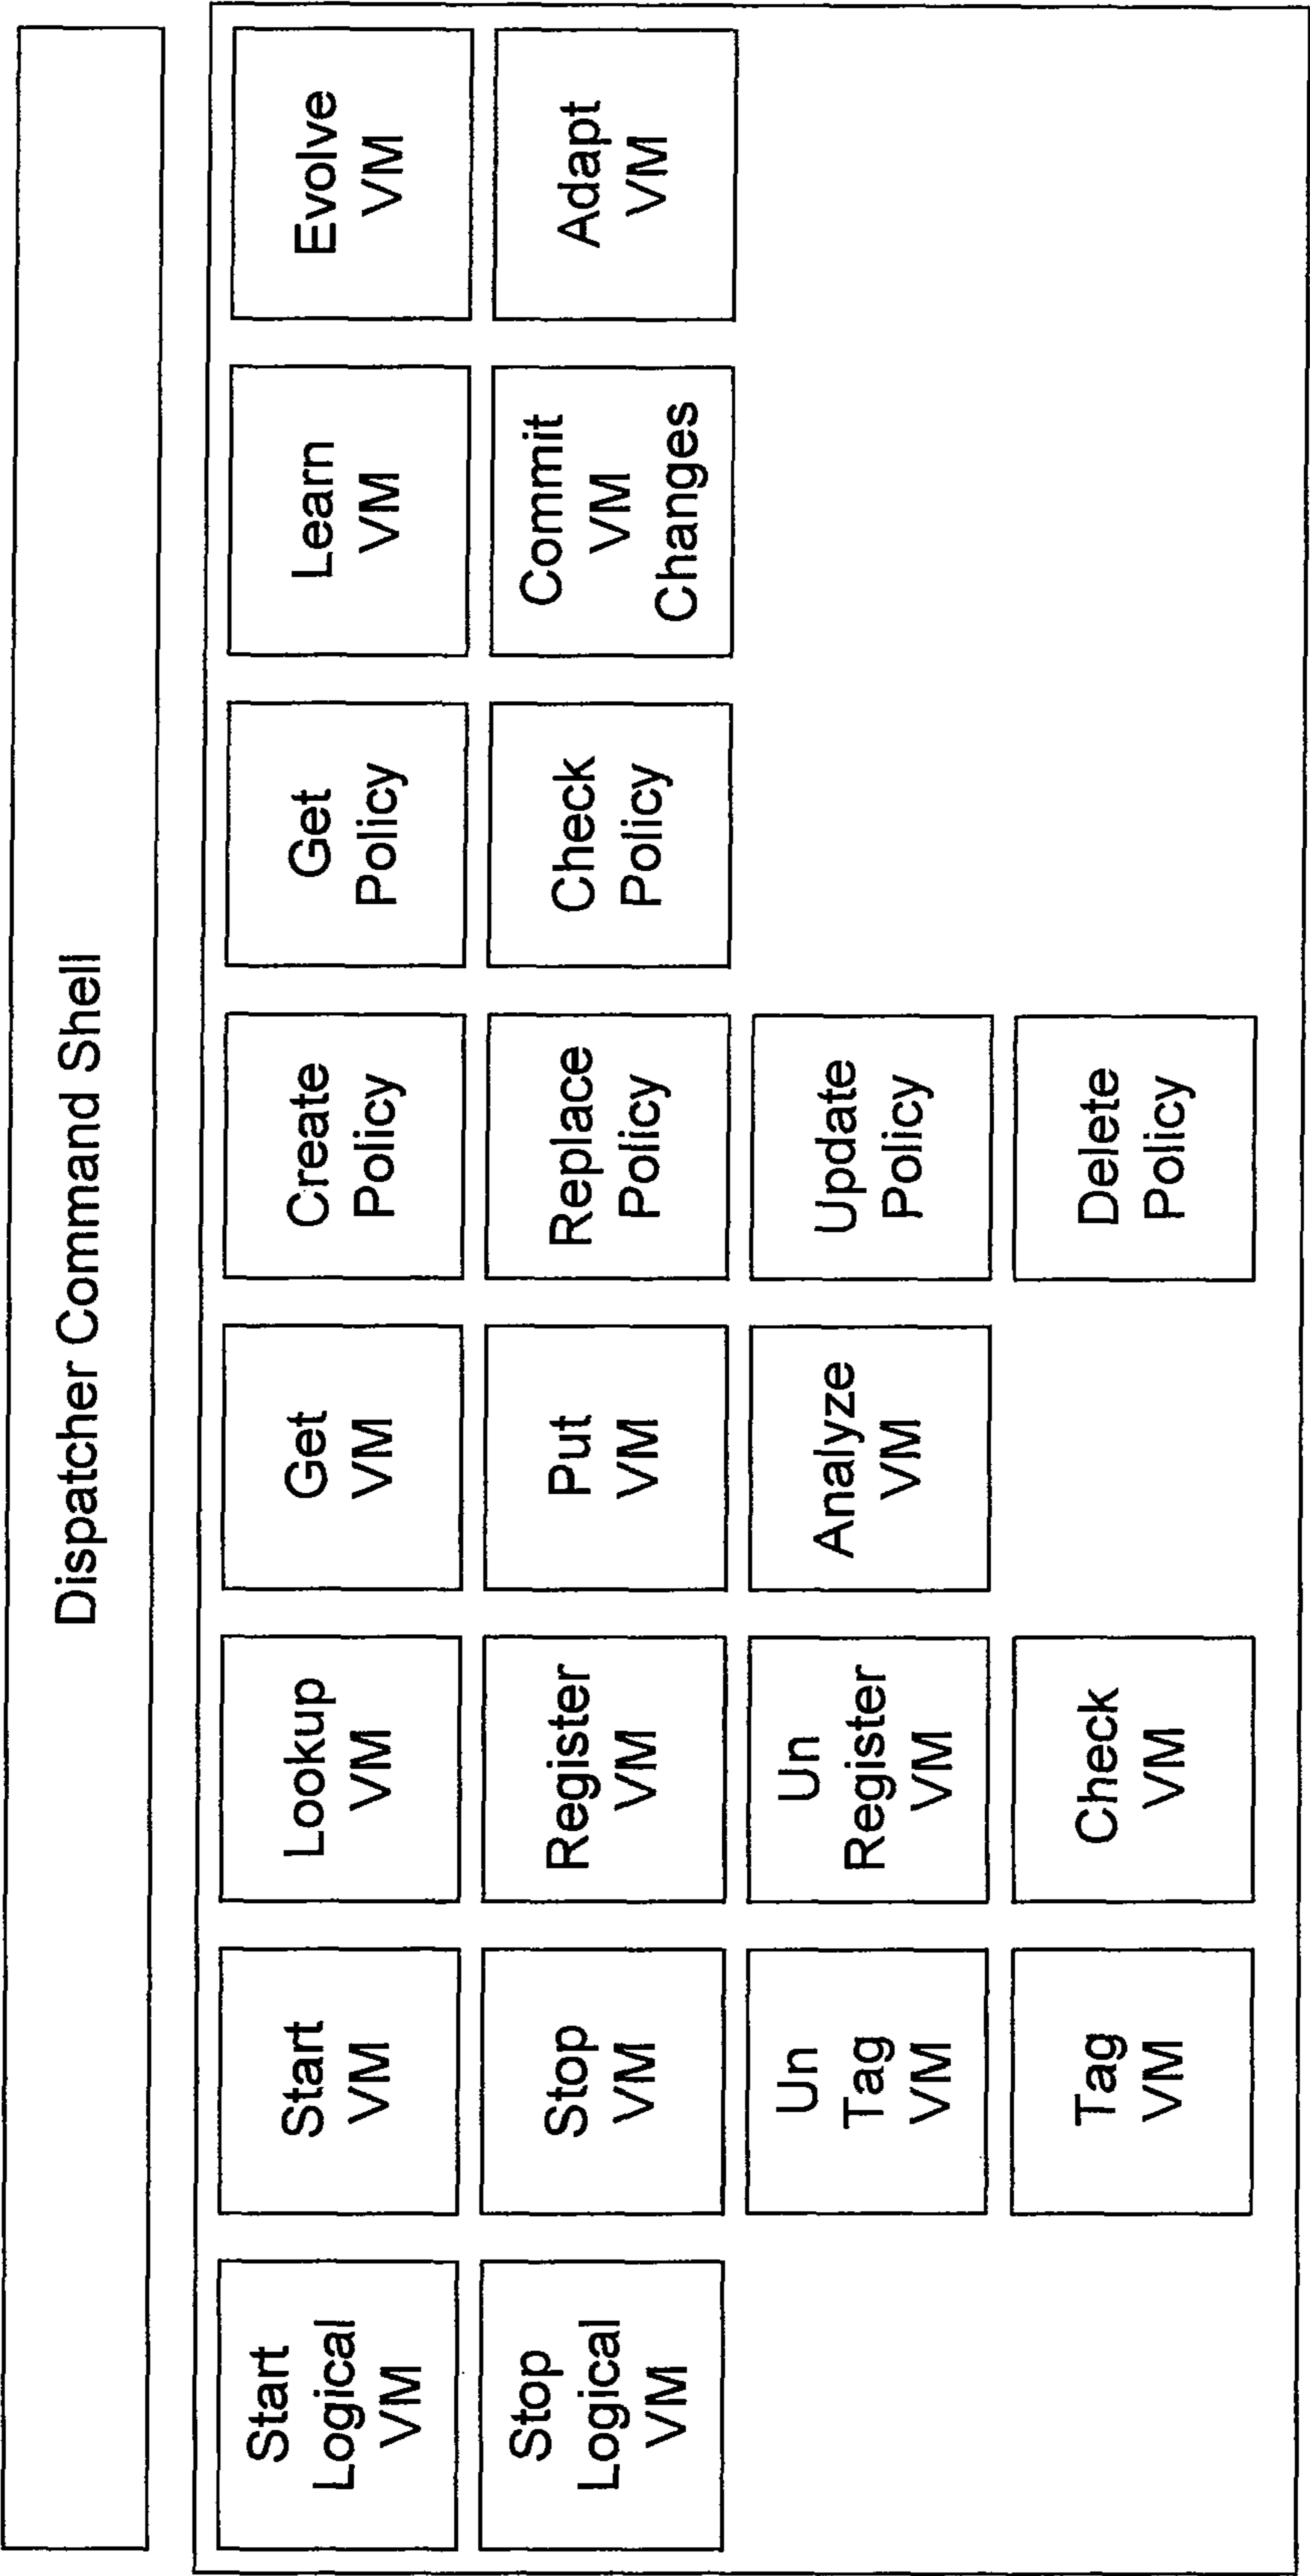 Dispatcher Command Shell
Start
Logical
VM
Start
VM
Lookup
VM
Get
VM
Create
Policy
Get
Policy
Learn
VM
Evolve
VM
Stop
Logical
VM
Stop
VM
Register
VM
Put
VM
Replace
Policy
Check
Policy
Commit
VM
Changes
Adapt
VM
Un
Tag
VM
Un
Register
VM
Analyze
VM
Update
Policy
Tag
VM
Check
VM
Delete
Policy